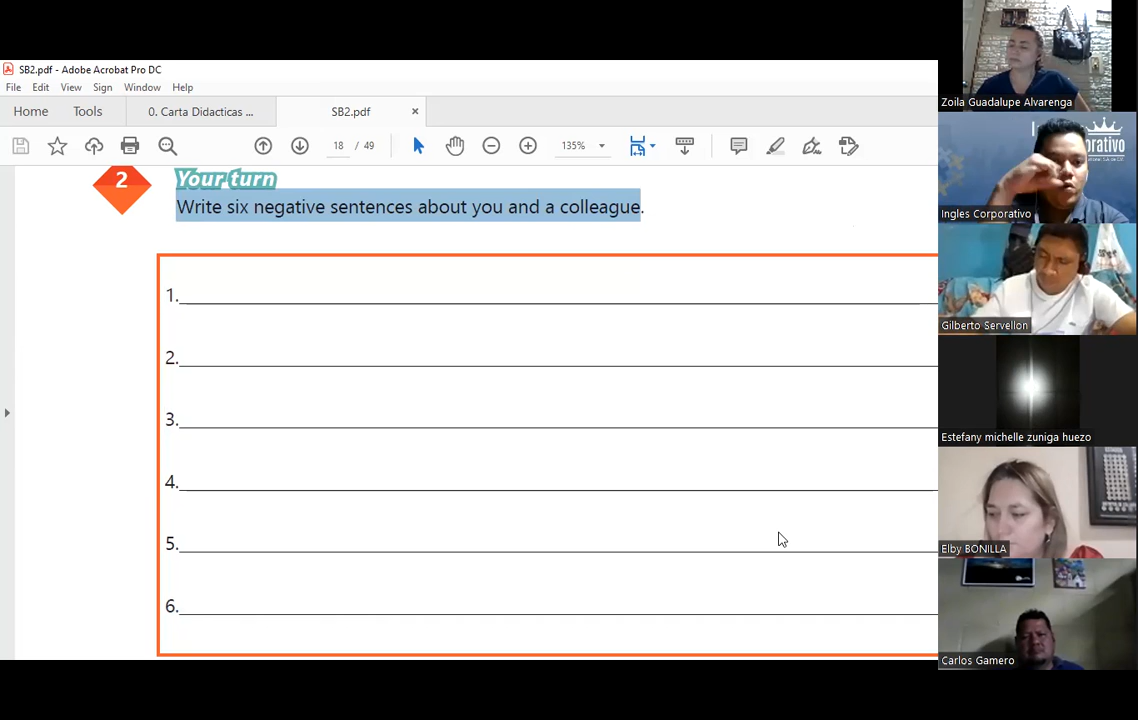 SB2.pdf - Adobe Acrobat Pro DC
File Edit View Sign Window Help
Home Tools 0. Carta Didacticas ... SB2.pdf ×
18 / 49 135%
2
Your turn
Write six negative sentences about you and a colleague.
1.
2.
3.
4.
5.
6.
Zoila Guadalupe Alvarenga
Ingles Corporativo
Gilberto Servellon
Estefany michelle zuniga huezo
Elby BONILLA
Carlos Gamero